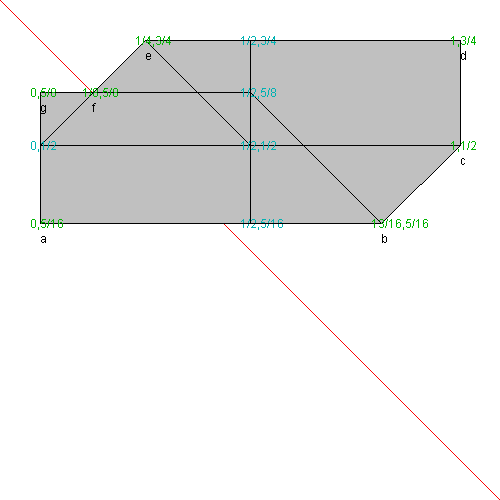 1/4,3/4 1/2,3/4 1,3/4
e d
0,5/8 1/8,5/8 1/2,5/8
g f
0,1/2 1/2,1/2 1,1/2
c
0,5/16 1/2,5/16 13/16,5/16
a b